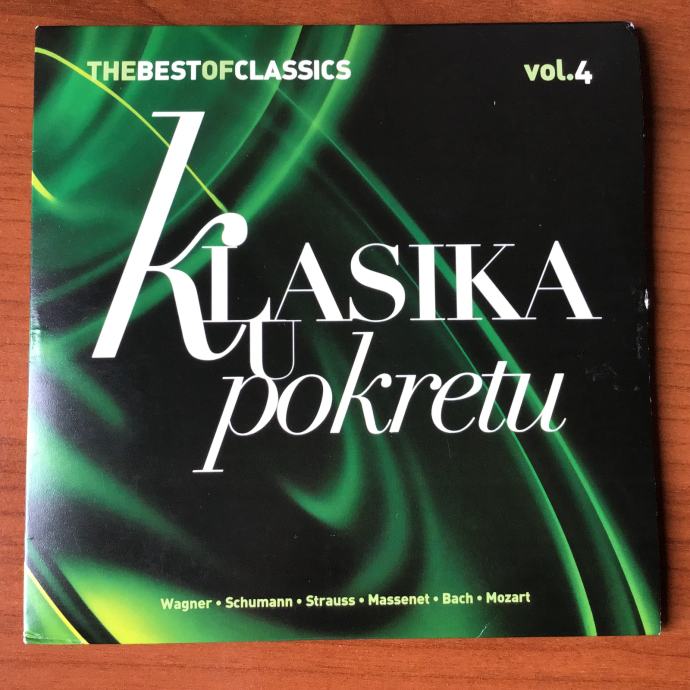 THEBESTOFCLASSICS vol.4
KLASIKA
U
pokretu
Wagner • Schumann • Strauss • Massenet • Bach • Mozart